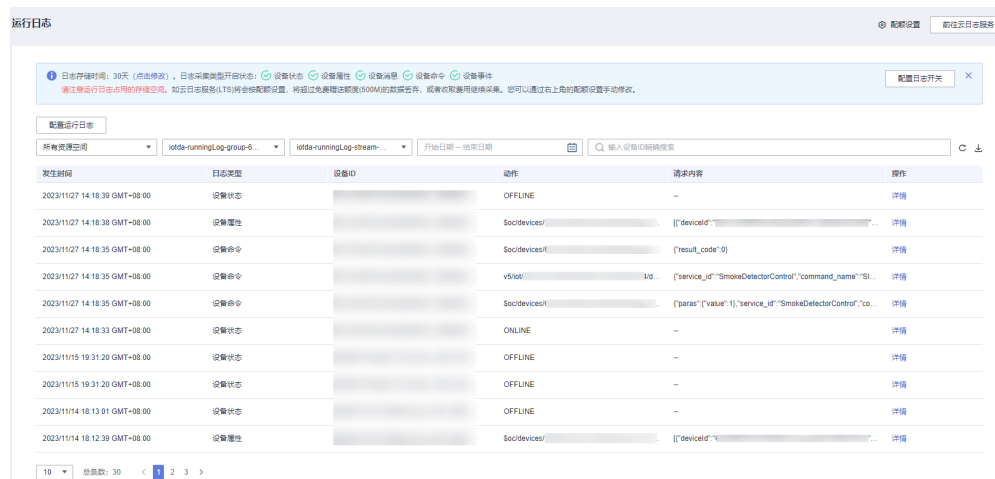 运行日志
配额设置 前往云日志服务
日志存储时间：30天（点击修改）。日志采集类型开启状态： 设备状态 设备属性 设备消息 设备命令 设备事件
请注意运行日志占用的存储空间。如云日志服务(LTS)将会按配额设置，将超过免费赠送额度(500M)的数据丢弃，或者收取费用继续采集。您可以通过右上角的配额设置手动修改。
配置日志开关
配置运行日志
所有资源空间 iotda-runningLog-group-6... iotda-runningLog-stream-... 开始日期 – 结束日期 输入设备ID精确搜索
发生时间 日志类型 设备ID 动作 请求内容 操作
2023/11/27 14:18:39 GMT+08:00 设备状态 OFFLINE -- 详情
2023/11/27 14:18:38 GMT+08:00 设备属性 $oc/devices/ [{"deviceId":" "... 详情
2023/11/27 14:18:35 GMT+08:00 设备命令 $oc/devices/ {"result_code":0} 详情
2023/11/27 14:18:35 GMT+08:00 设备命令 v5/iot/ /d... {"service_id":"SmokeDetectorControl","command_name":"SI... 详情
2023/11/27 14:18:35 GMT+08:00 设备命令 $oc/devices/ {"paras":{"value":1},"service_id":"SmokeDetectorControl","co... 详情
2023/11/27 14:18:33 GMT+08:00 设备状态 ONLINE -- 详情
2023/11/15 19:31:20 GMT+08:00 设备状态 OFFLINE -- 详情
2023/11/15 19:31:20 GMT+08:00 设备状态 OFFLINE -- 详情
2023/11/14 18:13:01 GMT+08:00 设备状态 OFFLINE -- 详情
2023/11/14 18:12:39 GMT+08:00 设备属性 $oc/devices/ [{"deviceId":" "... 详情
10 总条数：30 < 1 2 3 >